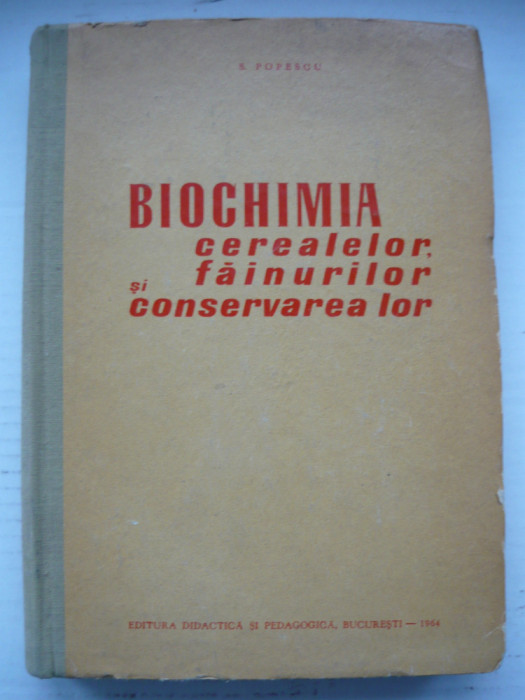 S. POPESCU
BIOCHIMIA
cerealelor,
făinurilor
și conservarea lor
EDITURA DIDACTICĂ ȘI PEDAGOGICĂ, BUCUREȘTI — 1964